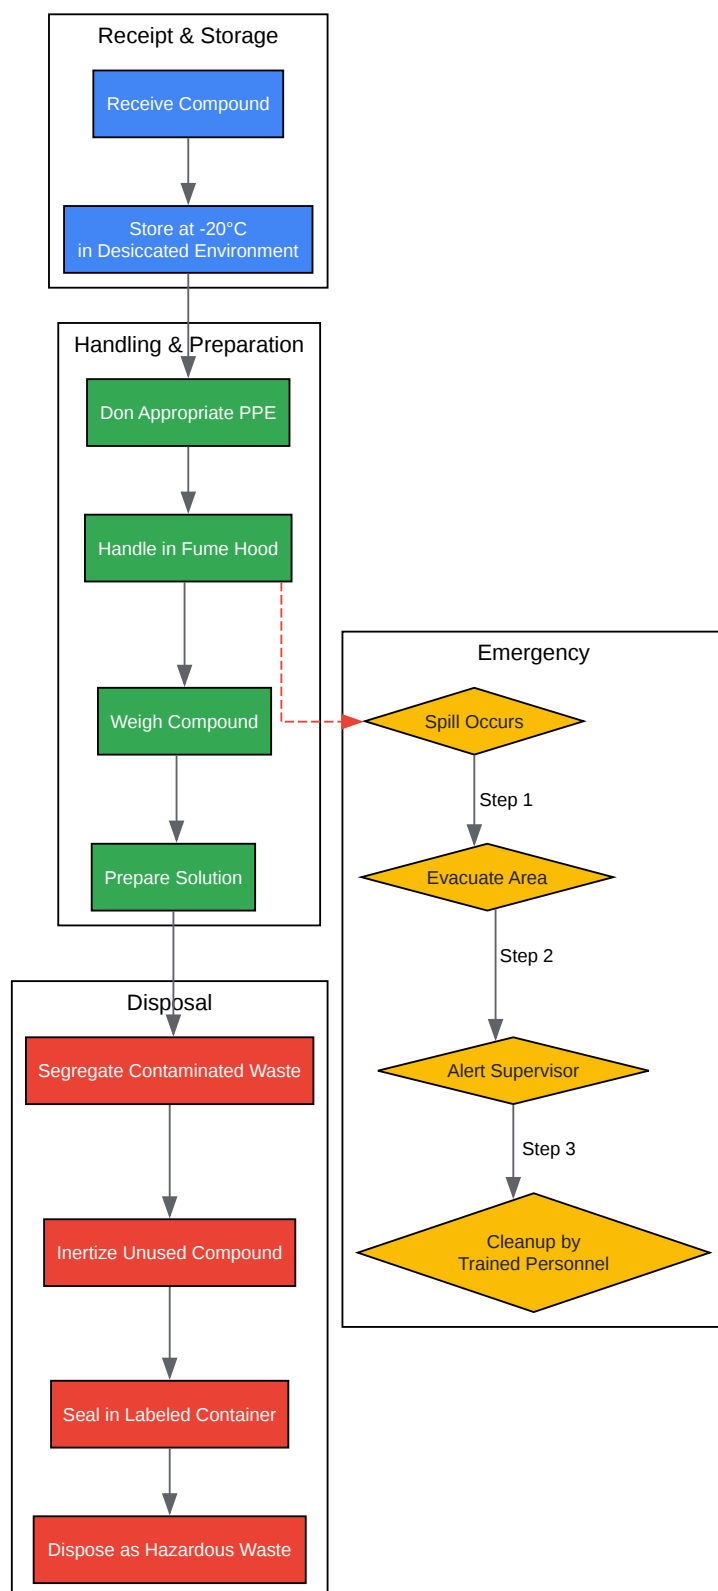 Receipt & Storage
Receive Compound
Store at -20°C
in Desiccated Environment
Handling & Preparation
Don Appropriate PPE
Handle in Fume Hood
Weigh Compound
Prepare Solution
Emergency
Spill Occurs
Step 1
Evacuate Area
Step 2
Alert Supervisor
Step 3
Cleanup by
Trained Personnel
Disposal
Segregate Contaminated Waste
Inertize Unused Compound
Seal in Labeled Container
Dispose as Hazardous Waste